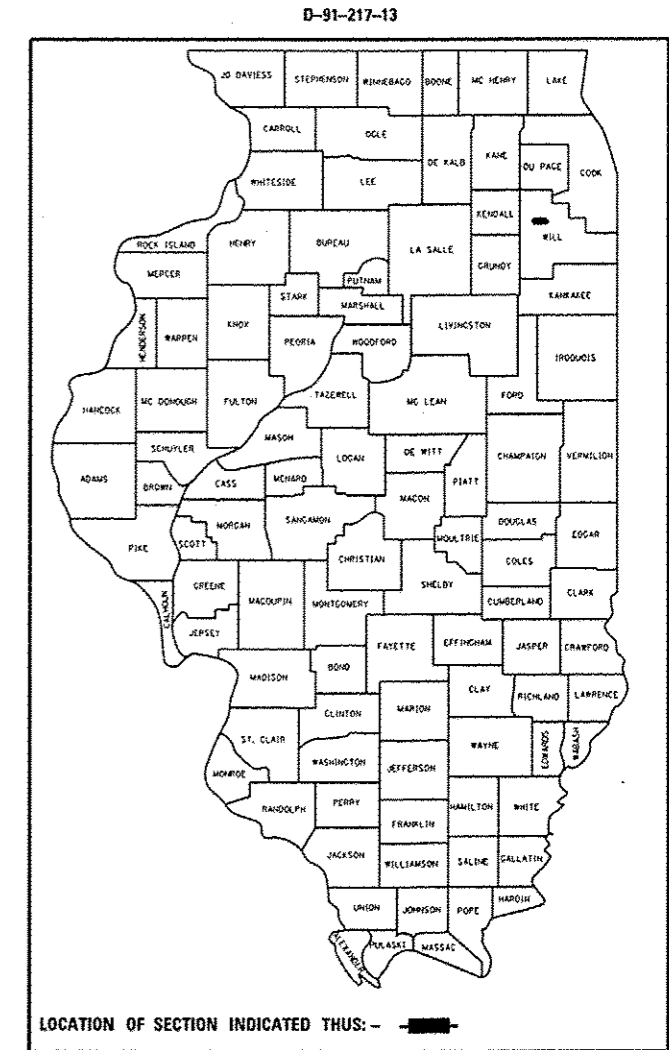 D-91-217-13
JO DAVIESS STEPHENSON WINNEBAGO BOONE MC HENRY LAKE
CARROLL OGLE DE KALB KANE DU PAGE COOK
WHITESIDE LEE
KENDALL WILL
ROCK ISLAND HENRY BUREAU LA SALLE GRUNDY
MERCER PUTNAM KANKAKEE
STARK MARSHALL
HENDERSON WARREN KNOX PEORIA WOODFORD LIVINGSTON IROQUOIS
HANCOCK MC DONOUGH FULTON TAZEWELL MC LEAN FORD
SCHUYLER MASON LOGAN DE WITT CHAMPAIGN VERMILION
ADAMS BROWN CASS MENARD MACON PIATT
PIKE SCOTT MORGAN SANGAMON MOULTRIE DOUGLAS EDGAR
CHRISTIAN COLES
CALHOUN GREENE MACOUPIN MONTGOMERY SHELBY CUMBERLAND CLARK
JERSEY FAYETTE EFFINGHAM JASPER CRAWFORD
MADISON BOND CLAY RICHLAND LAWRENCE
CLINTON MARION
ST. CLAIR WASHINGTON WAYNE EDWARDS WABASH
MONROE JEFFERSON
RANDOLPH PERRY HAMILTON WHITE
FRANKLIN
JACKSON WILLIAMSON SALINE GALLATIN
UNION JOHNSON POPE HARDIN
ALEXANDER PULASKI MASSAC
LOCATION OF SECTION INDICATED THUS: -